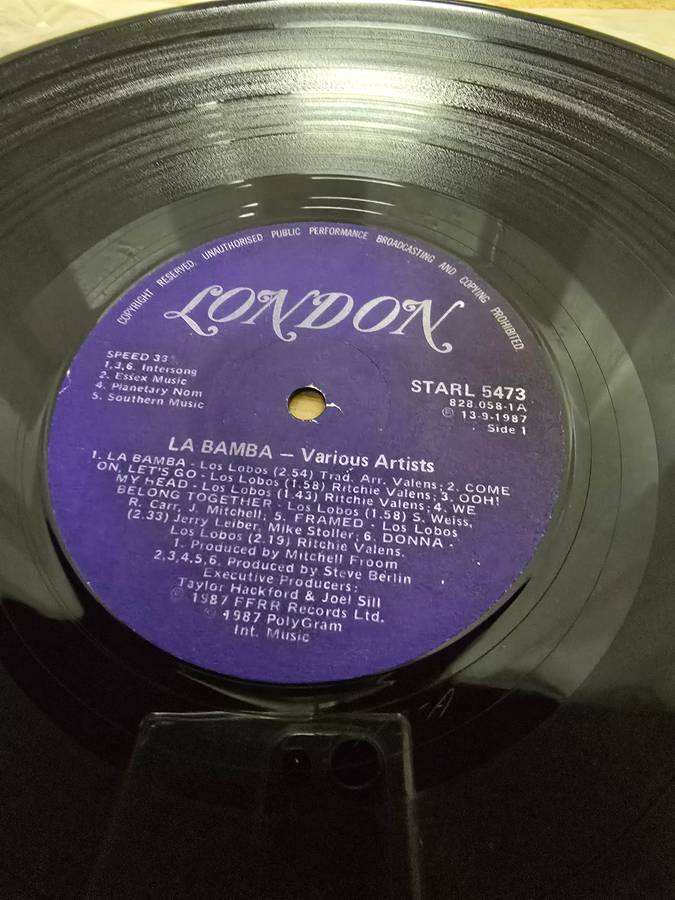 COPYRIGHT RESERVED. UNAUTHORISED PUBLIC PERFORMANCE BROADCASTING AND COPYING PROHIBITED.
LONDON
SPEED 33
1,3,6. Intersong
2. Essex Music
4. Planetary Nom
5. Southern Music
STARL 5473
828 058-1A
Ⓟ 13-9-1987
Side 1
LA BAMBA – Various Artists
1. LA BAMBA - Los Lobos (2.54) Trad. Arr. Valens; 2. COME
ON, LET'S GO - Los Lobos (1.58) Ritchie Valens; 3. OOH!
MY HEAD - Los Lobos (1.43) Ritchie Valens; 4. WE
BELONG TOGETHER - Los Lobos (1.58) S. Weiss,
R. Carr, J. Mitchell; 5. FRAMED - Los Lobos
(2.33) Jerry Leiber, Mike Stoller; 6. DONNA -
Los Lobos (2.19) Ritchie Valens.
1. Produced by Mitchell Froom
2,3,4,5,6. Produced by Steve Berlin
Executive Producers:
Taylor Hackford & Joel Sill
Ⓟ 1987 FFRR Records Ltd.
© 1987 PolyGram
Int. Music